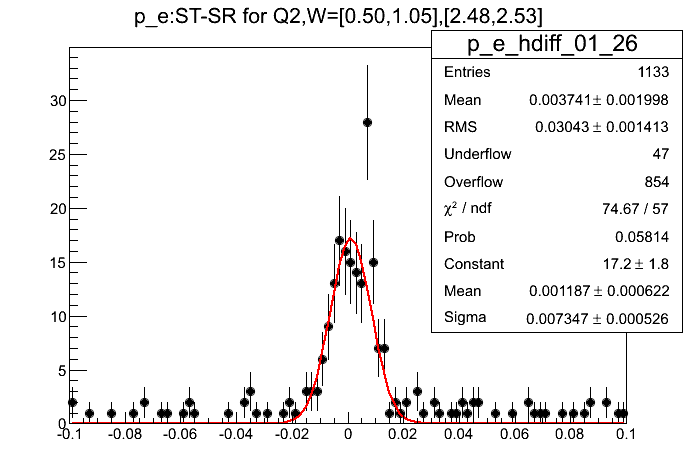 p_e:ST-SR for Q2,W=[0.50,1.05],[2.48,2.53]
p_e_hdiff_01_26
Entries 1133
Mean 0.003741 ± 0.001998
RMS 0.03043 ± 0.001413
Underflow 47
Overflow 854
χ² / ndf 74.67 / 57
Prob 0.05814
Constant 17.2 ± 1.8
Mean 0.001187 ± 0.000622
Sigma 0.007347 ± 0.000526
30
25
20
15
10
5
0
-0.1 -0.08 -0.06 -0.04 -0.02 0 0.02 0.04 0.06 0.08 0.1